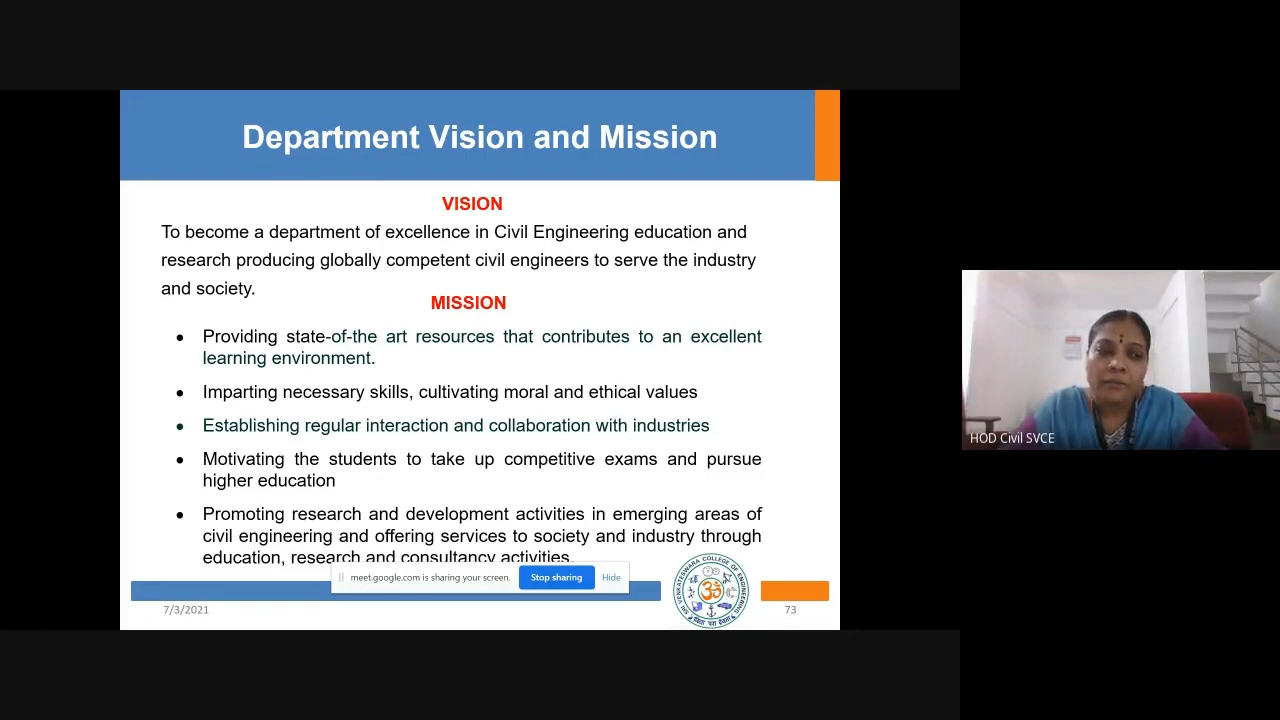 Department Vision and Mission
VISION
To become a department of excellence in Civil Engineering education and
research producing globally competent civil engineers to serve the industry
and society.
MISSION
• Providing state-of-the art resources that contributes to an excellent
learning environment.
• Imparting necessary skills, cultivating moral and ethical values
• Establishing regular interaction and collaboration with industries
• Motivating the students to take up competitive exams and pursue
higher education
• Promoting research and development activities in emerging areas of
civil engineering and offering services to society and industry through
education, research and consultancy activities.
meet.google.com is sharing your screen.
Stop sharing
Hide
SRI VENKATESWARA COLLEGE OF ENGINEERING
7/3/2021
73
HOD Civil SVCE